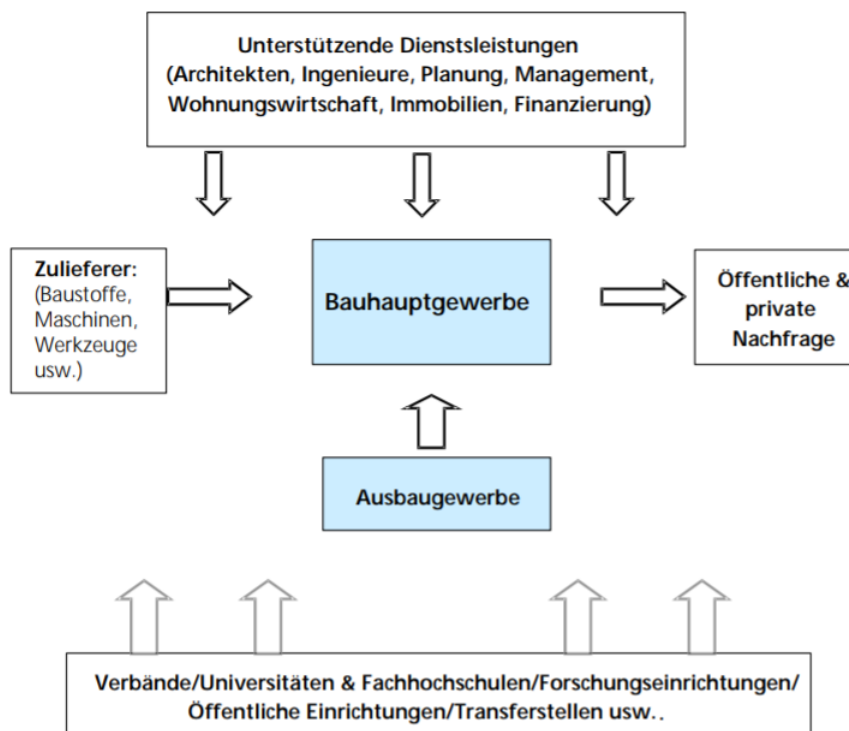 Unterstützende Dienstsleistungen
(Architekten, Ingenieure, Planung, Management,
Wohnungswirtschaft, Immobilien, Finanzierung)
Zulieferer:
(Baustoffe,
Maschinen,
Werkzeuge
usw.)
Bauhauptgewerbe
Öffentliche &
private
Nachfrage
Ausbaugewerbe
Verbände/Universitäten & Fachhochschulen/Forschungseinrichtungen/
Öffentliche Einrichtungen/Transferstellen usw..